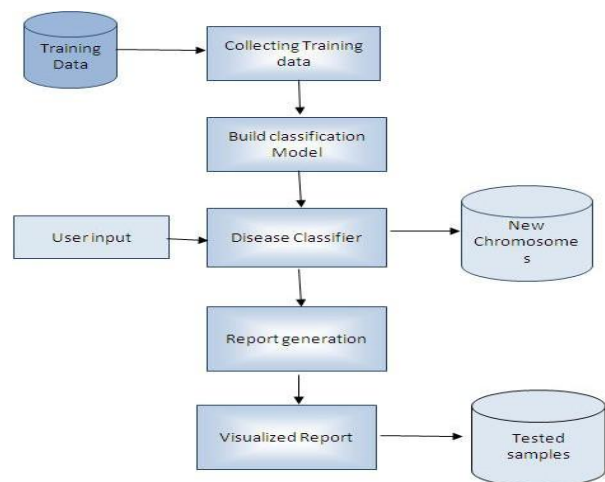 Training
Data
Collecting Training
data
Build classification
Model
User input
Disease Classifier
New
Chromosome
s
Report generation
Visualized Report
Tested
samples